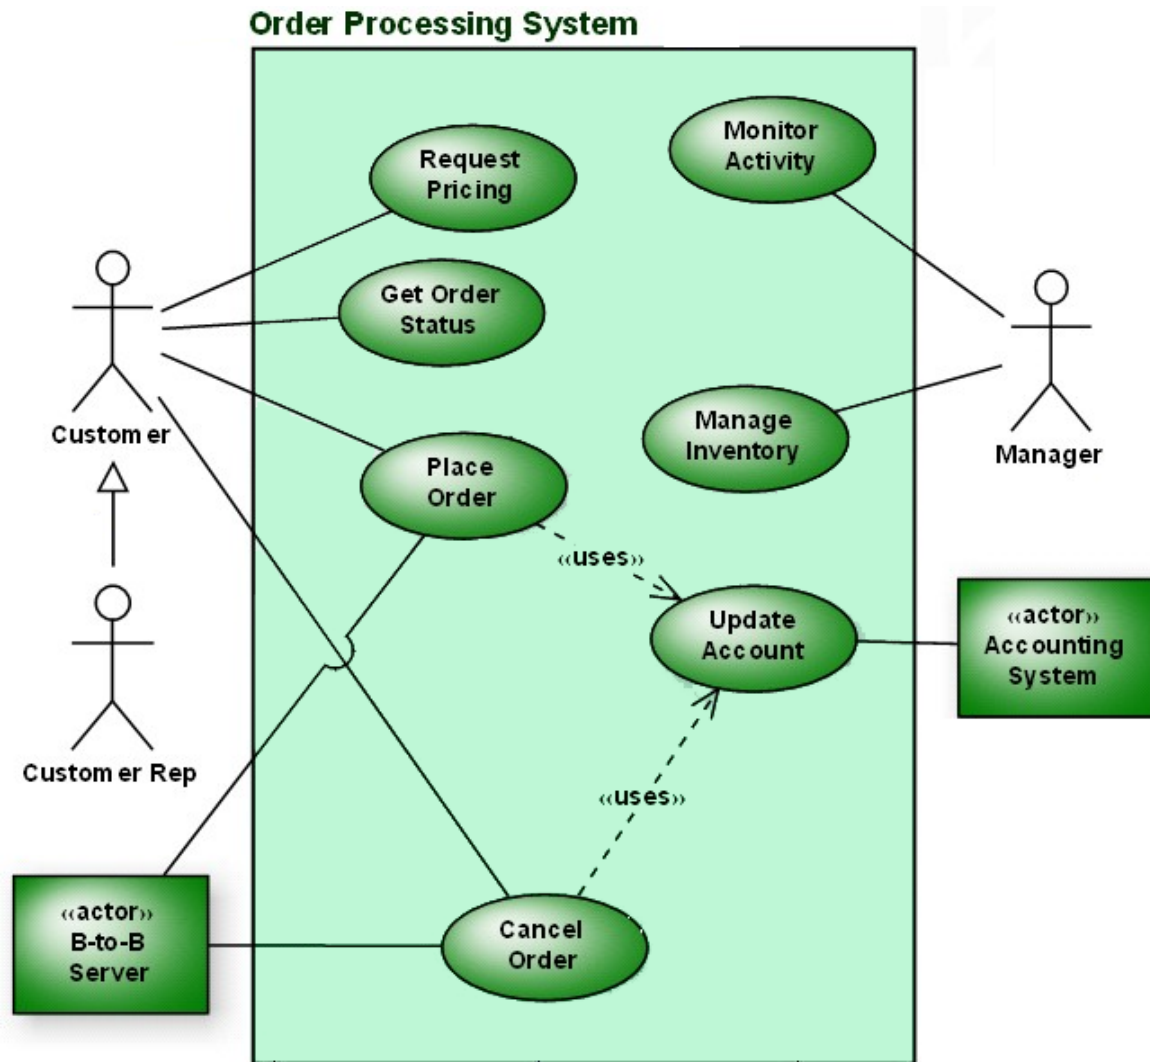 Order Processing System
Request
Pricing
Monitor
Activity
Get Order
Status
Customer
Manage
Inventory
Manager
Place
Order
««uses»»
Update
Account
««actor»»
Accounting
System
Customer Rep
««uses»»
««actor»»
B-to-B
Server
Cancel
Order